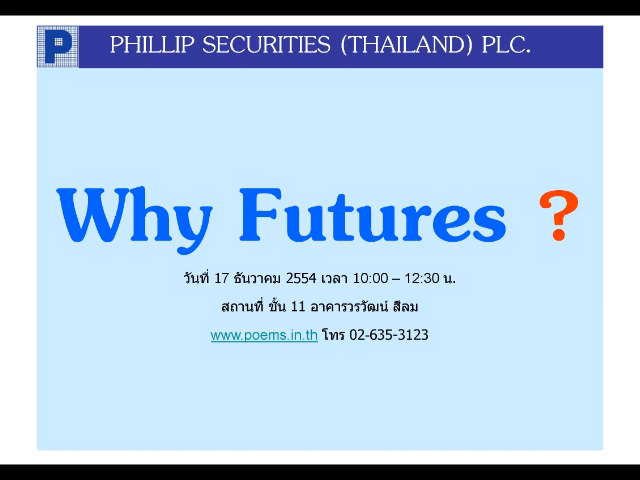 P PHILLIP SECURITIES (THAILAND) PLC.
Why Futures ?
วันที่ 17 ธันวาคม 2554 เวลา 10:00 – 12:30 น.
สถานที่ ชั้น 11 อาคารวรวัฒน์ สีลม
www.poems.in.th โทร 02-635-3123